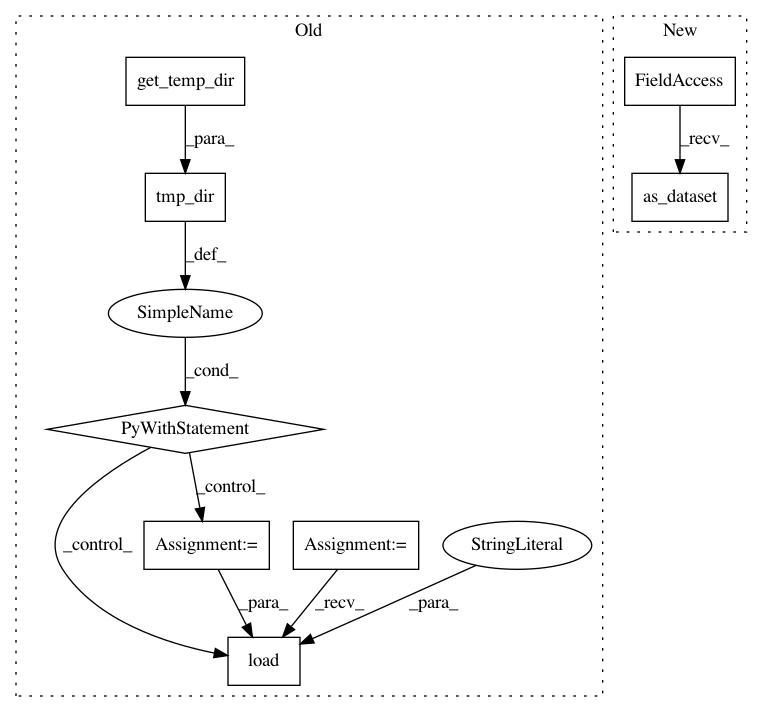 Old
New
get_temp_dir
FieldAccess
_para_
_recv_
tmp_dir
as_dataset
_def_
SimpleName
_cond_
PyWithStatement
_control_
_control_
Assignment:=
Assignment:=
StringLiteral
_para_
_recv_
_para_
load